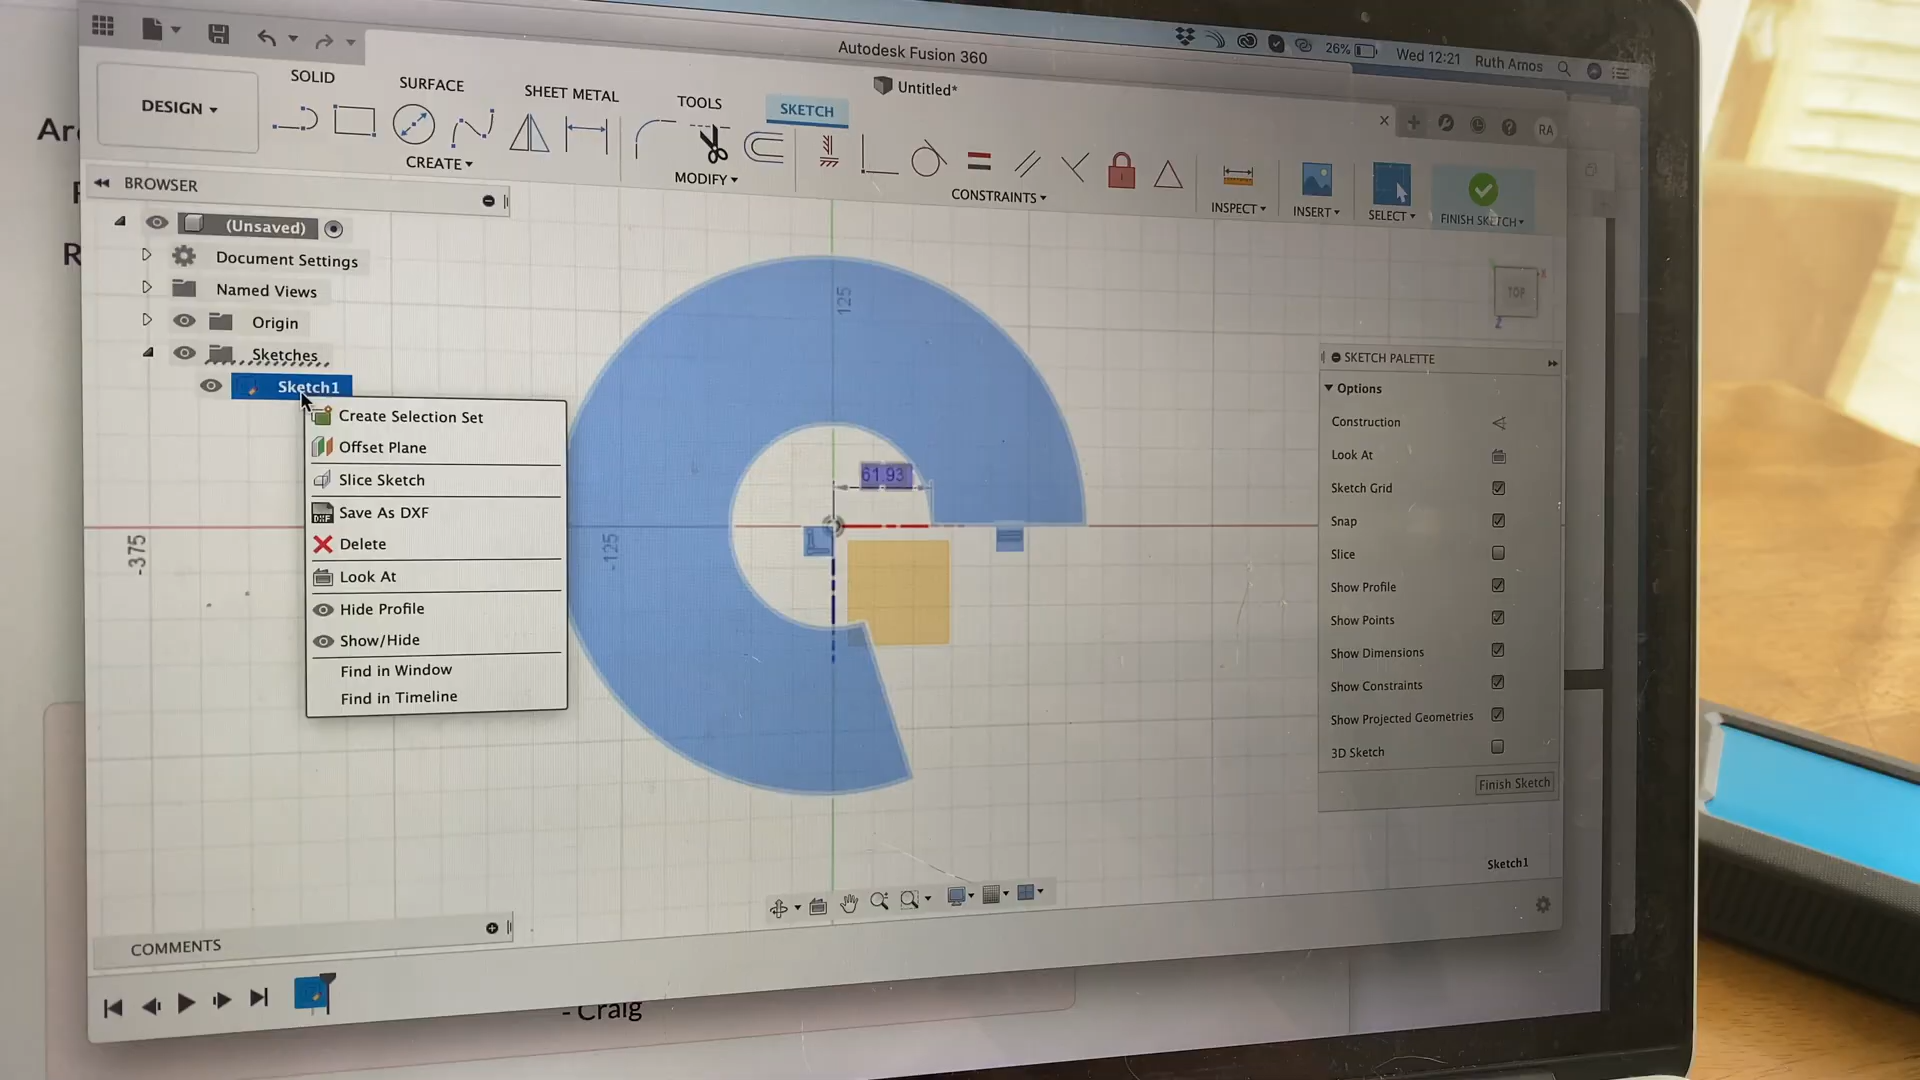 Autodesk Fusion 360
26%
Wed 12:21
Ruth Amos
Untitled*
SOLID
SURFACE
SHEET METAL
TOOLS
SKETCH
DESIGN
CREATE
MODIFY
CONSTRAINTS
INSPECT
INSERT
SELECT
FINISH SKETCH
RA
BROWSER
(Unsaved)
Document Settings
Named Views
Origin
Sketches
Sketch1
Create Selection Set
Offset Plane
Slice Sketch
Save As DXF
DXF
Delete
Look At
Hide Profile
Show/Hide
Find in Window
Find in Timeline
125
61.93
-125
-375
TOP
Z
SKETCH PALETTE
Options
Construction
Look At
Sketch Grid
Snap
Slice
Show Profile
Show Points
Show Dimensions
Show Constraints
Show Projected Geometries
3D Sketch
Finish Sketch
Sketch1
COMMENTS
- Craig